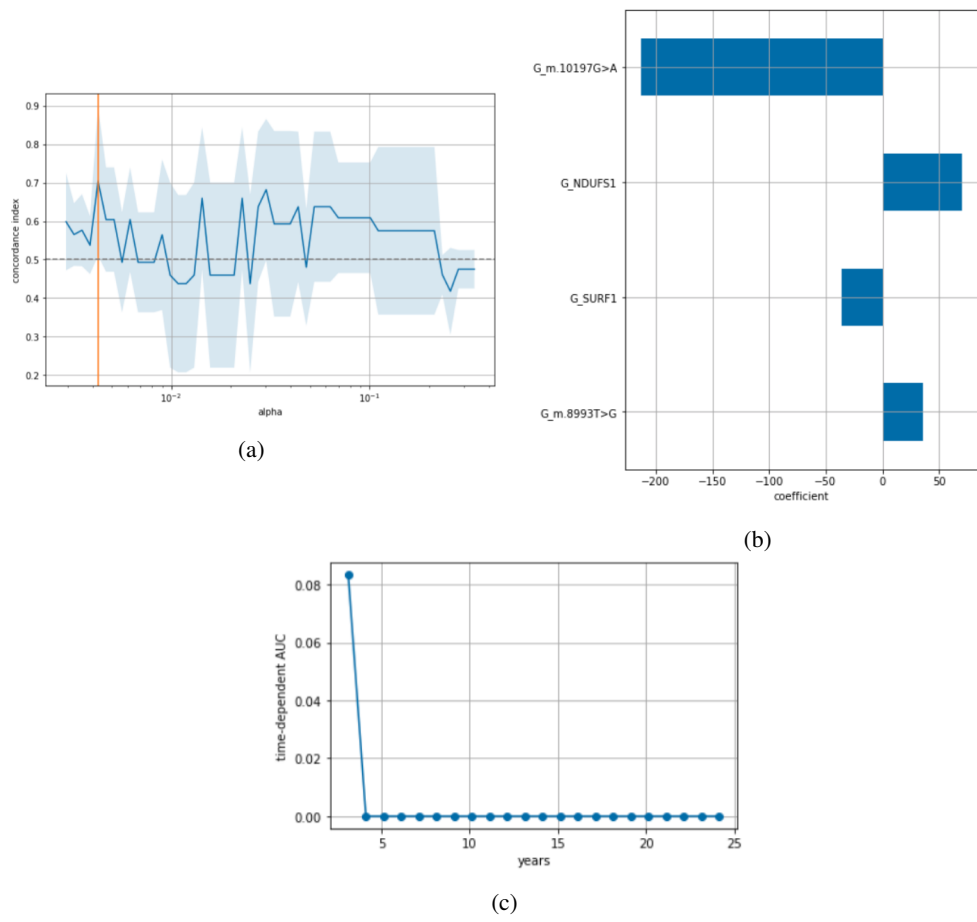 0.9
0.8
0.7
0.6
0.5
0.4
0.3
0.2
concordance index
10⁻²
10⁻¹
alpha
(a)
G_m.10197G>A
G_NDUFS1
G_SURF1
G_m.8993T>G
−200
−150
−100
−50
0
50
coefficient
(b)
0.08
0.06
0.04
0.02
0.00
time-dependent AUC
5
10
15
20
25
years
(c)